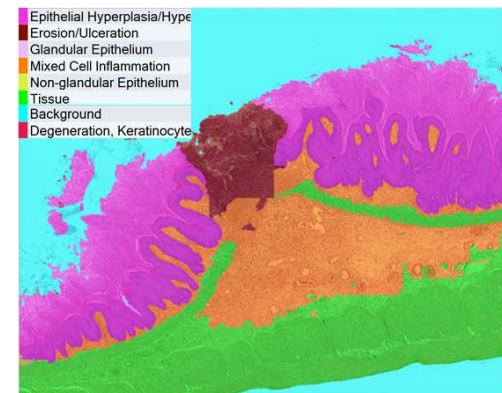 Epithelial Hyperplasia/Hype
Erosion/Ulceration
Glandular Epithelium
Mixed Cell Inflammation
Non-glandular Epithelium
Tissue
Background
Degeneration, Keratinocyte